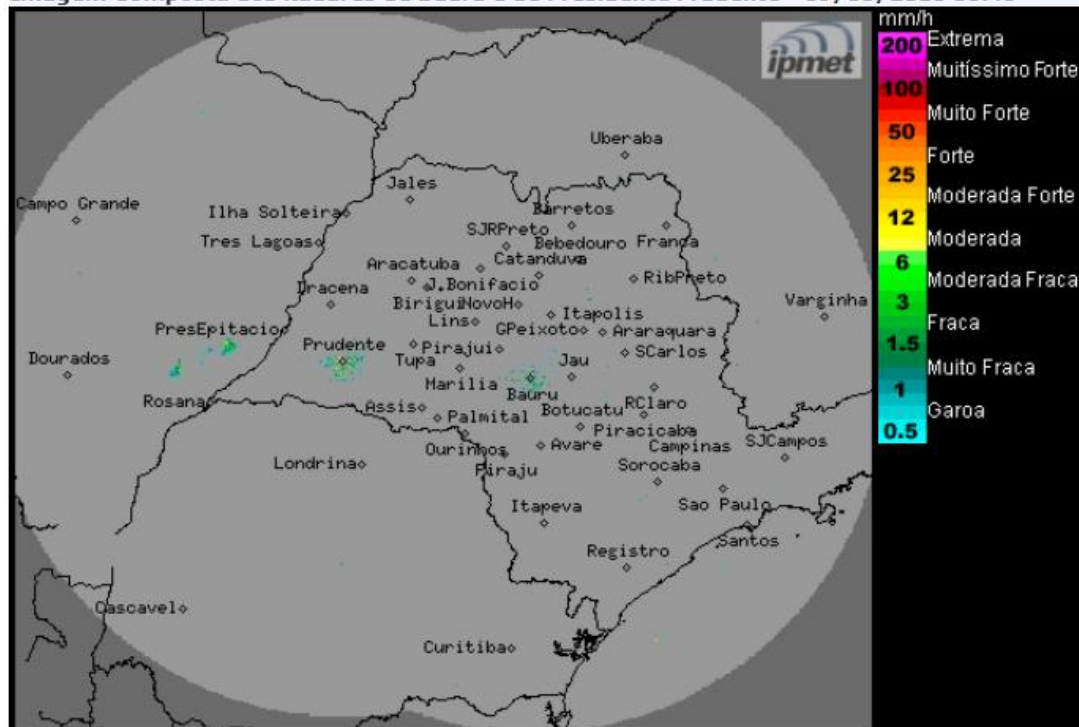 mm/h
ipmet
200 Extrema
Muitíssimo Forte
100
Muito Forte
50
Forte
25
Moderada Forte
12
Moderada
6
Moderada Fraca
3
Fraca
1.5
Muito Fraca
1
Garoa
0.5
Uberaba
Jales
Campo Grande
Ilha Solteira
Barretos
Tres Lagoas
SJRPreto
Bebedouro Franca
Catanduva
Aracatuba
J.Bonifacio
RibPreto
Dracena
BiriguiNovoH
Varginha
Itapolis
Lins
PresEpitacio
GPeixoto
Araraquara
Prudente
Pirajui
SCarlos
Dourados
Tupa
Jau
Marilia
Bauru
Rosana
Assis
Botucatu
RClaro
Palmital
Piracicaba
SJCampos
Ourinhos
Avare
Campinas
Londrina
Piraju
Sorocaba
Itapeva
Sao Paulo
Santos
Registro
Cascavel
Curitiba